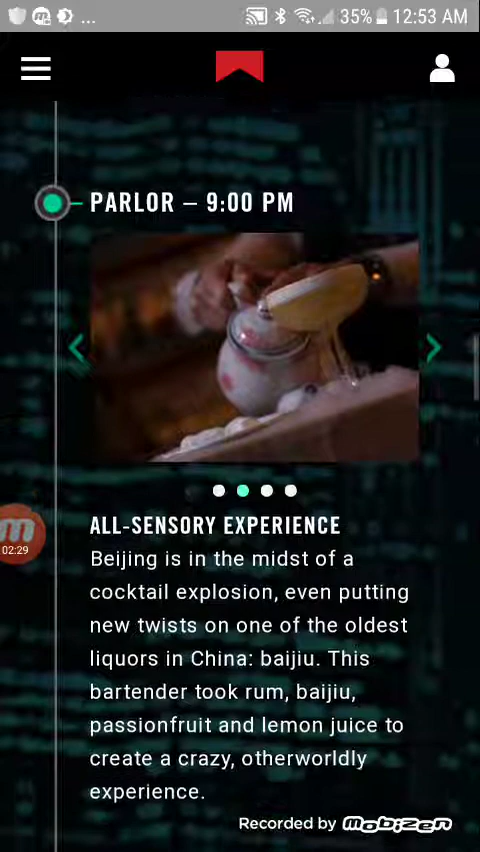 ... 35% 12:53 AM
PARLOR – 9:00 PM
ALL-SENSORY EXPERIENCE
Beijing is in the midst of a
cocktail explosion, even putting
new twists on one of the oldest
liquors in China: baijiu. This
bartender took rum, baijiu,
passionfruit and lemon juice to
create a crazy, otherworldly
experience.
02:29
Recorded by mobizen